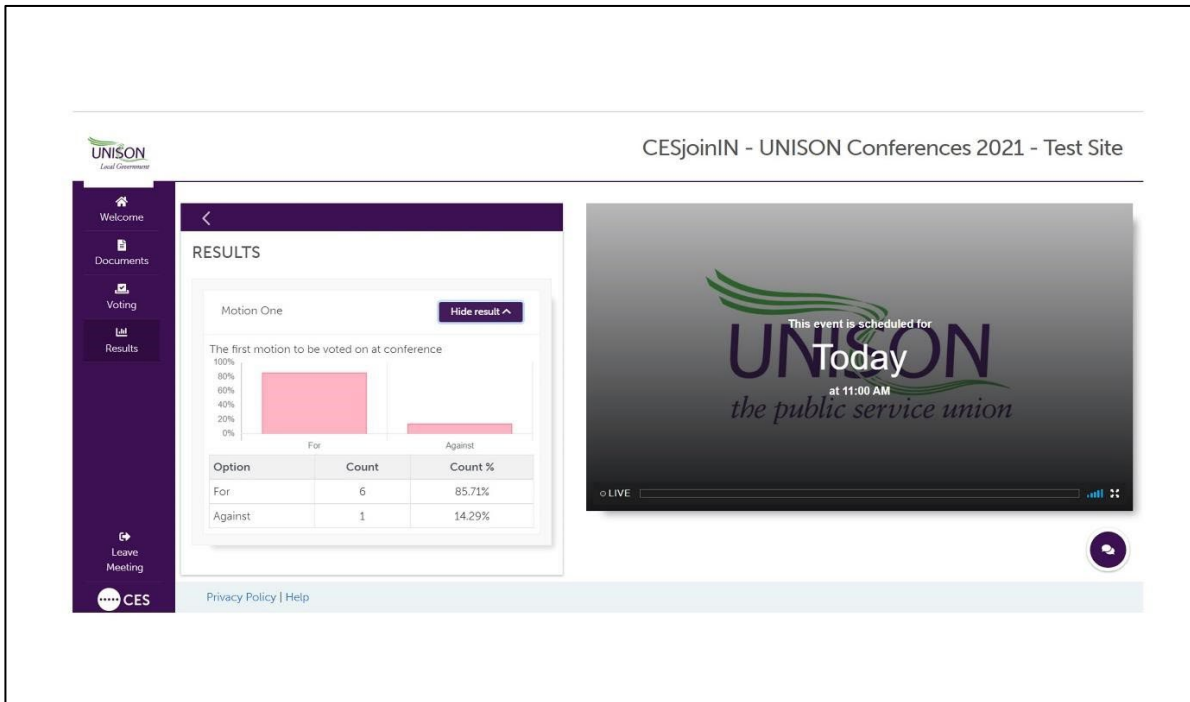 UNISON
Local Government
CESjoinIN - UNISON Conferences 2021 - Test Site
Welcome
Documents
Voting
Results
Leave
Meeting
CES
RESULTS
Motion One
Hide result
The first motion to be voted on at conference
100%
80%
60%
40%
20%
0%
For
Against
Option Count Count %
For 6 85.71%
Against 1 14.29%
UNISON
the public service union
This event is scheduled for
Today
at 11:00 AM
LIVE
Privacy Policy | Help